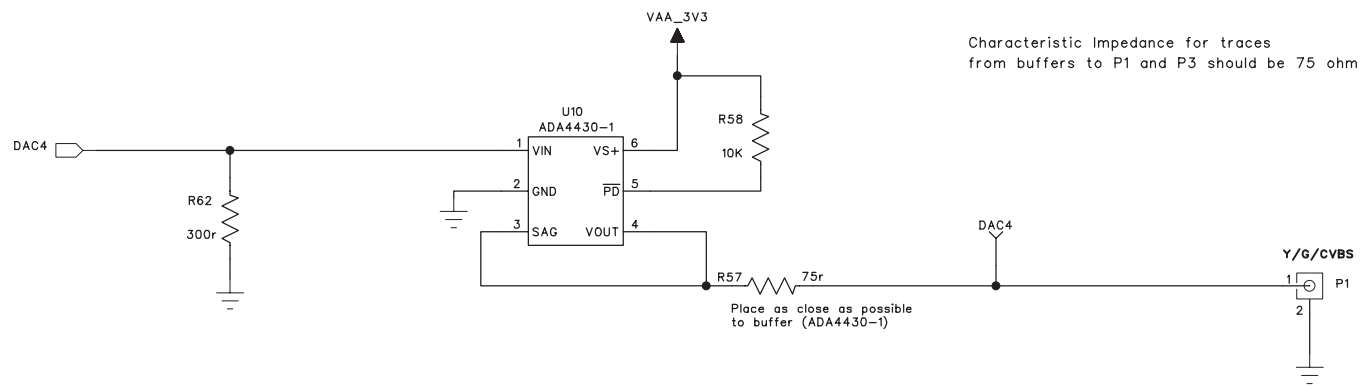 VAA_3V3
Characteristic Impedance for traces
from buffers to P1 and P3 should be 75 ohm
U10
ADA4430-1
R58
10K
DAC4
1 VIN VS+ 6
2 GND PD 5
3 SAG VOUT 4
R62
300r
DAC4
Y/G/CVBS
R57 75r
1 P1
2
Place as close as possible
to buffer (ADA4430-1)